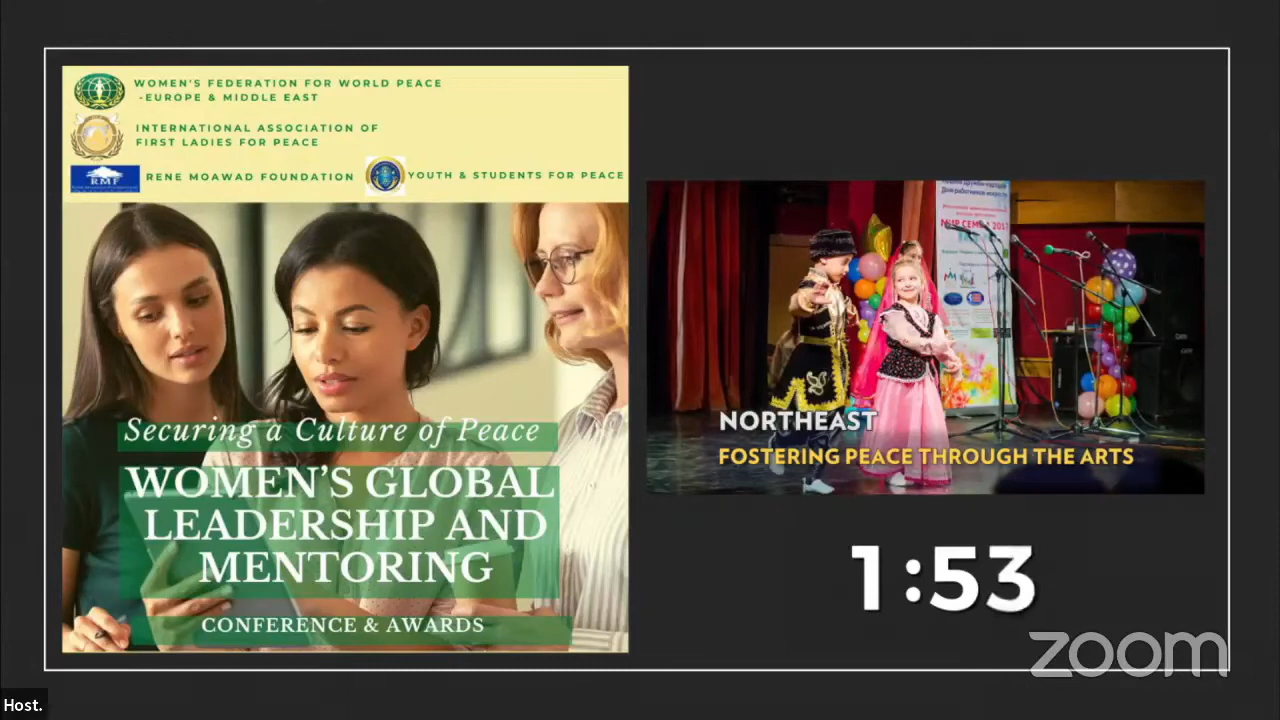 WOMEN'S FEDERATION FOR WORLD PEACE
-EUROPE & MIDDLE EAST
INTERNATIONAL ASSOCIATION OF
FIRST LADIES FOR PEACE
RMF
RENE MOAWAD FOUNDATION
YOUTH & STUDENTS FOR PEACE
Securing a Culture of Peace
WOMEN'S GLOBAL
LEADERSHIP AND
MENTORING
CONFERENCE & AWARDS
NORTHEAST
FOSTERING PEACE THROUGH THE ARTS
1:53
zoom
Host.